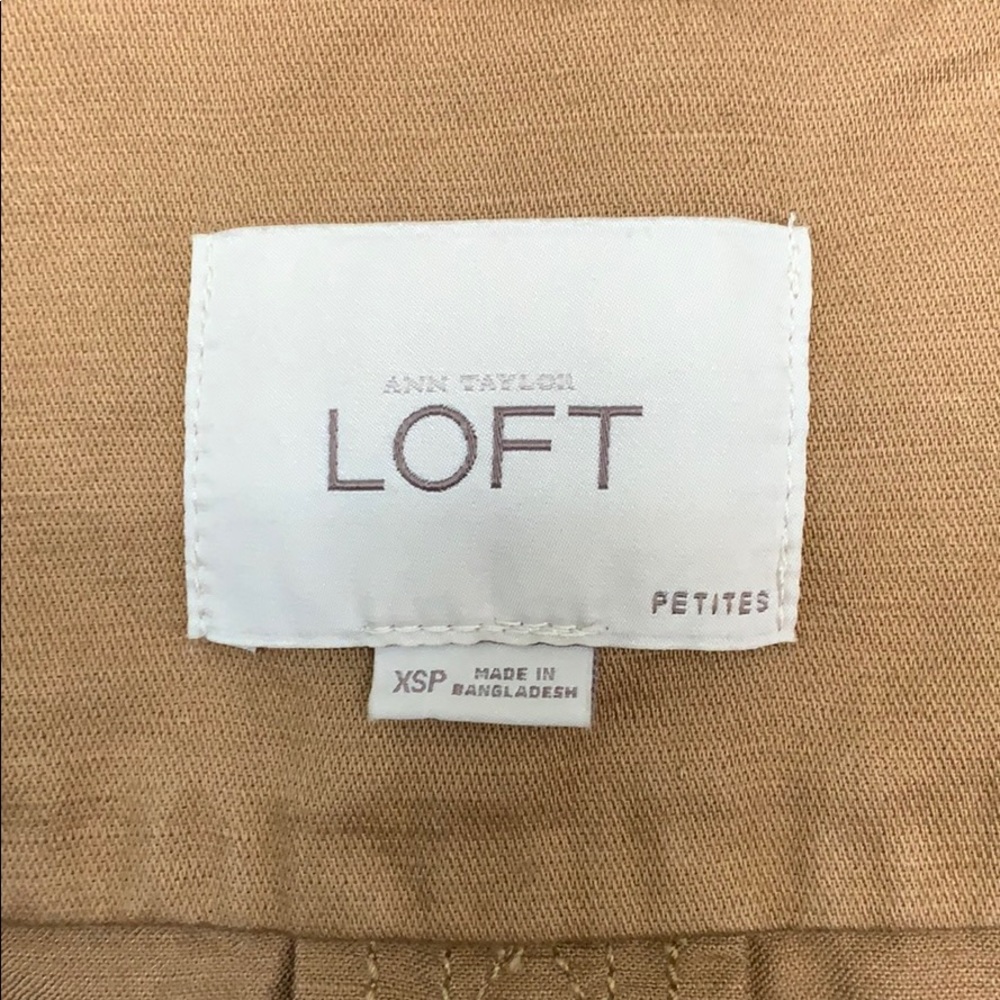 ANN TAYLOR
LOFT
PETITES
XSP
MADE IN
BANGLADESH